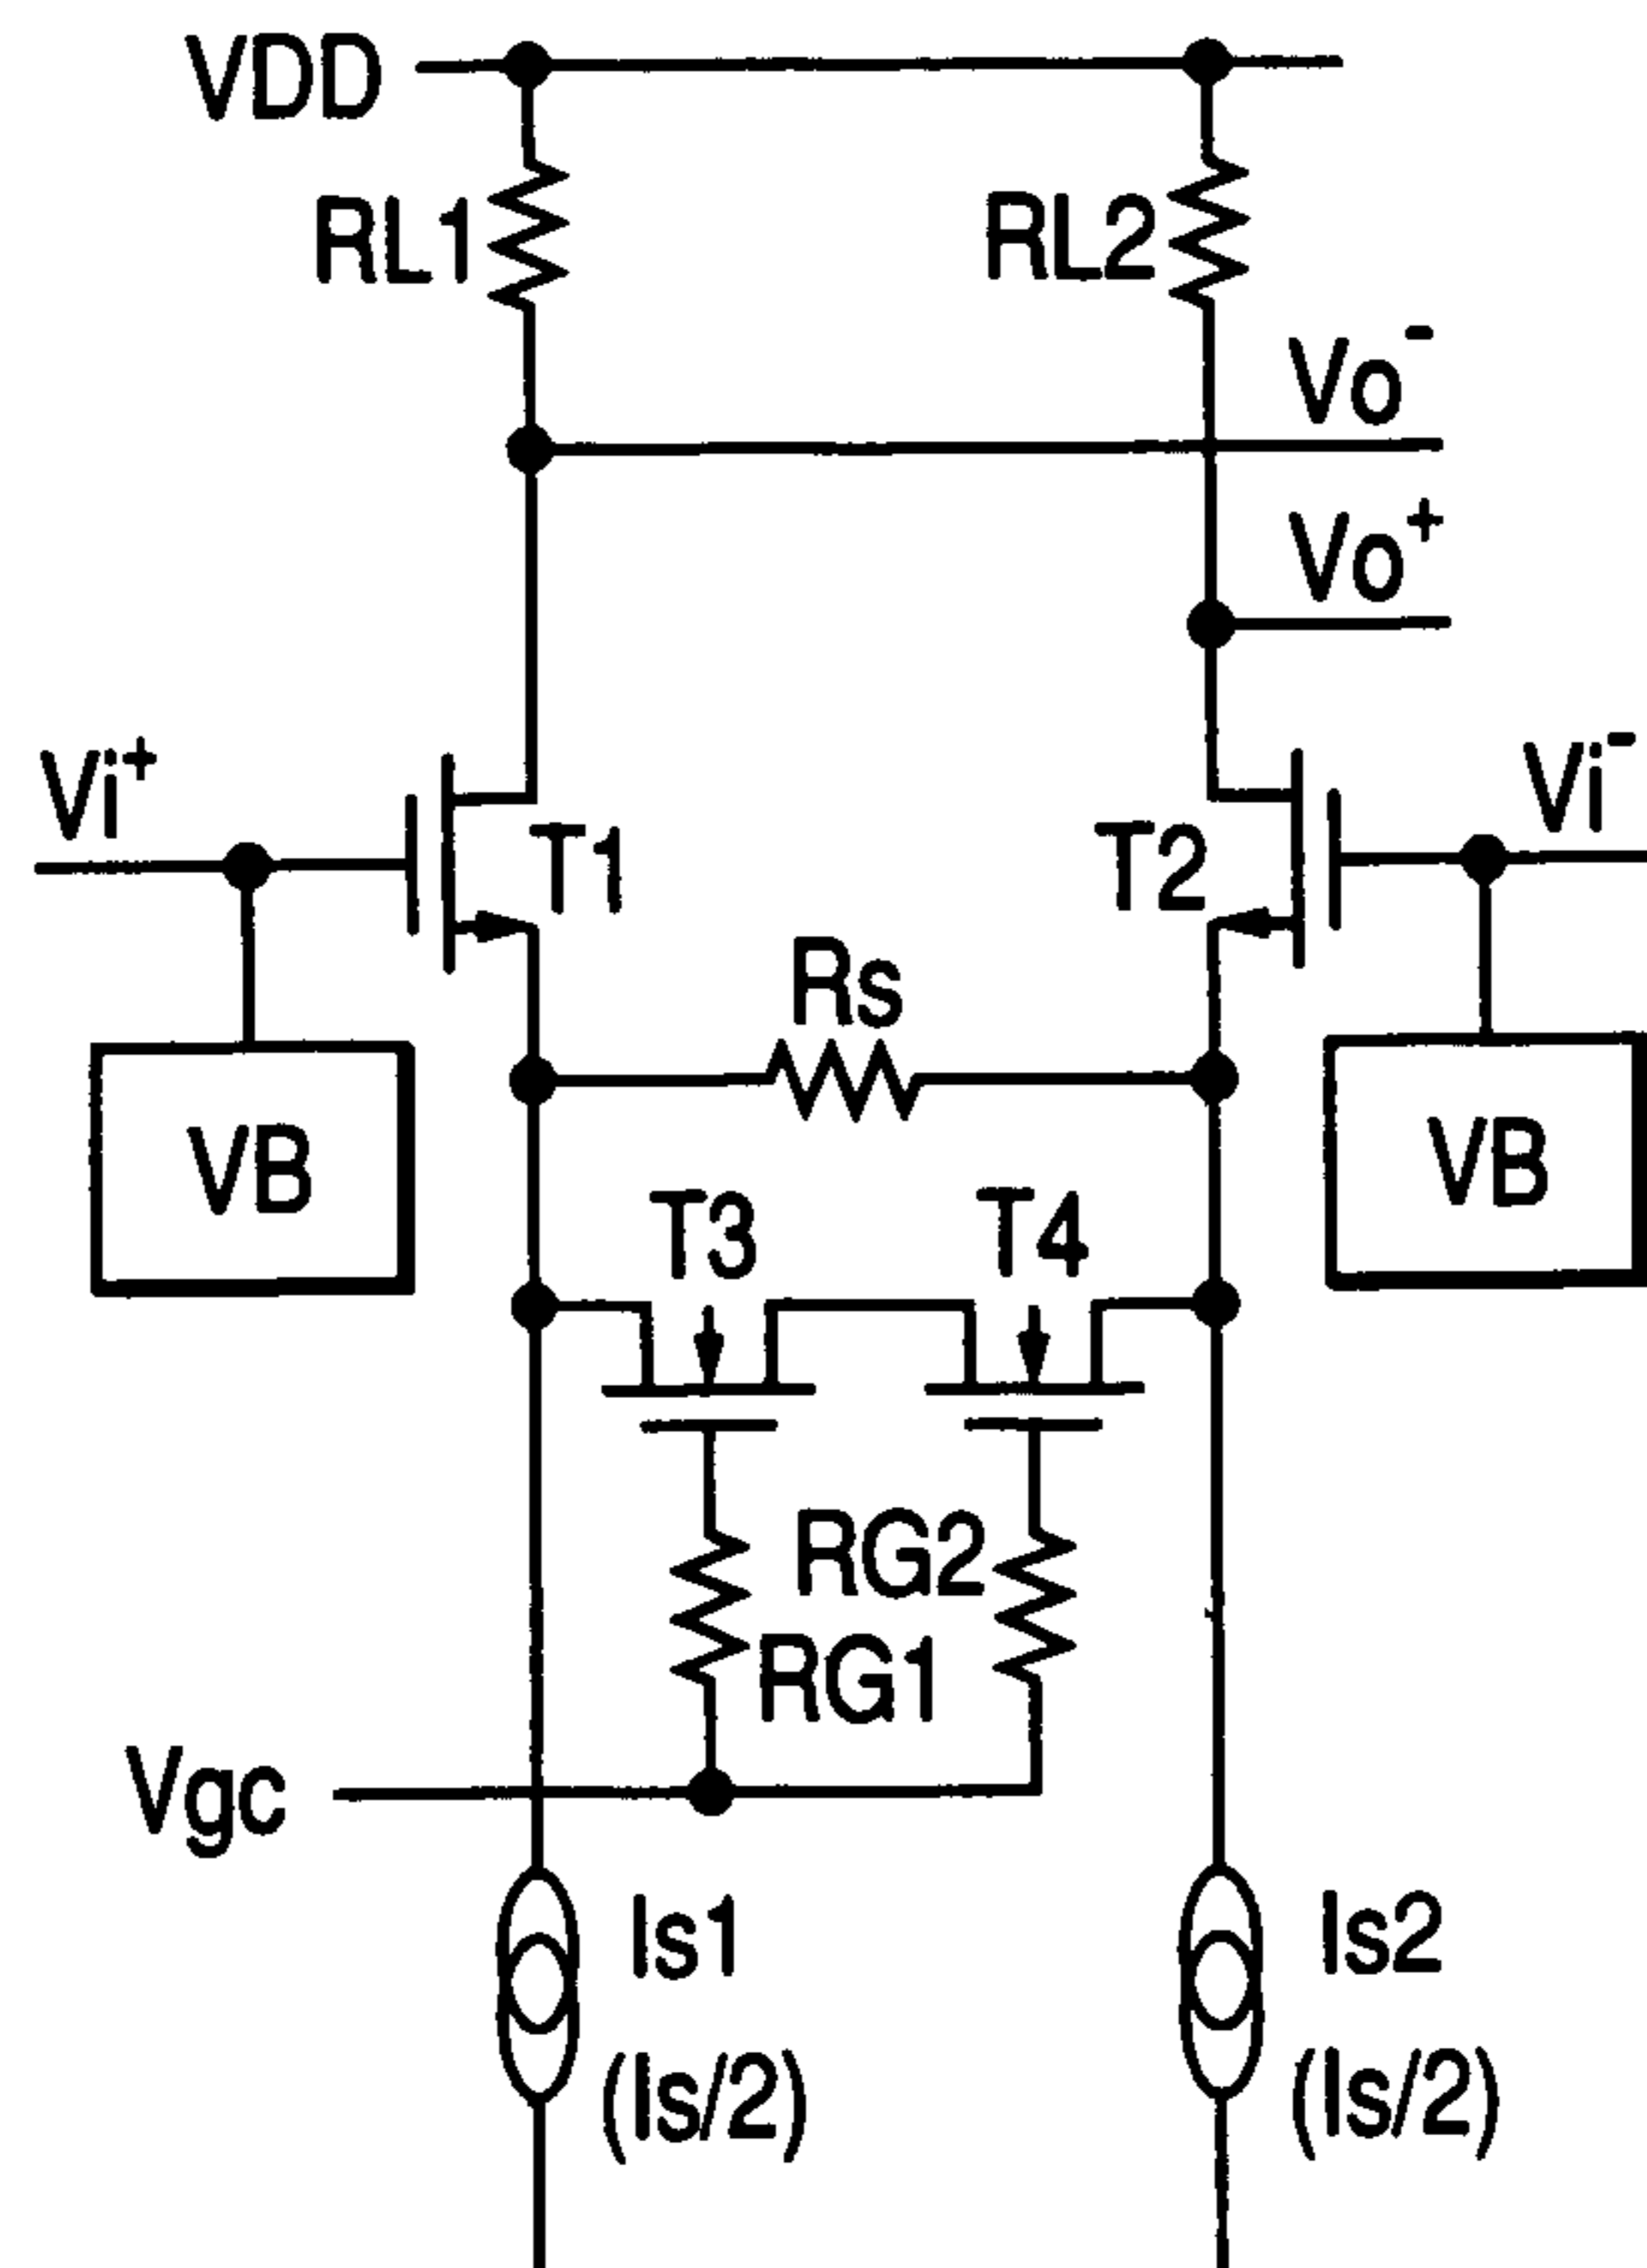 VDD
RL1 RL2
Vo-
Vo+
Vi+ Vi-
T1 T2
Rs
VB VB
T3 T4
RG2
RG1
Vgc
Is1 Is2
(Is/2) (Is/2)